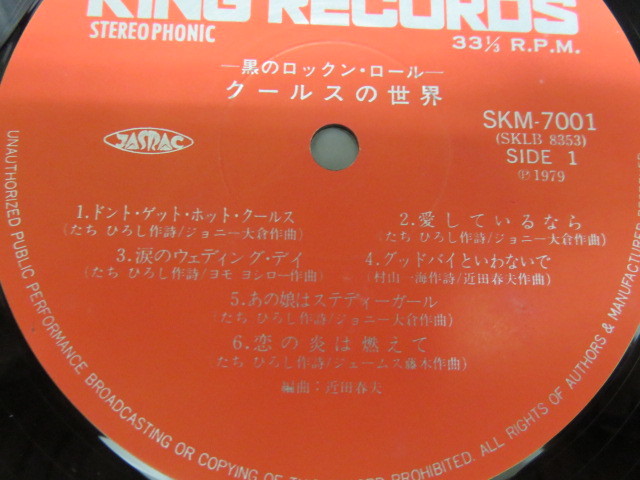 KING RECORDS
STEREOPHONIC
33⅓ R.P.M.
—黒のロックン・ロール—
クールスの世界
JASRAC
SKM-7001
(SKLB 8353)
SIDE 1
Ⓟ1979
1.ドント・ゲット・ホット・クールス
(たち ひろし作詩/ジョニー大倉作曲)
2.愛しているなら
(たち ひろし作詩/ジョニー大倉作曲)
3.涙のウェディング・デイ
(たち ひろし作詩/ヨモ ヨシロー作曲)
4.グッドバイといわないで
(村山一海作詩/近田春夫作曲)
5.あの娘はステディーガール
(たち ひろし作詩/ジョニー大倉作曲)
6.恋の炎は燃えて
たち ひろし作詩/ジェームス藤木作曲)
編曲:近田春夫
UNAUTHORIZED PUBLIC PERFORMANCE BROADCASTING OR COPYING OF PROHIBITED. ALL RIGHTS OF AUTHORS & MANUFACTURER